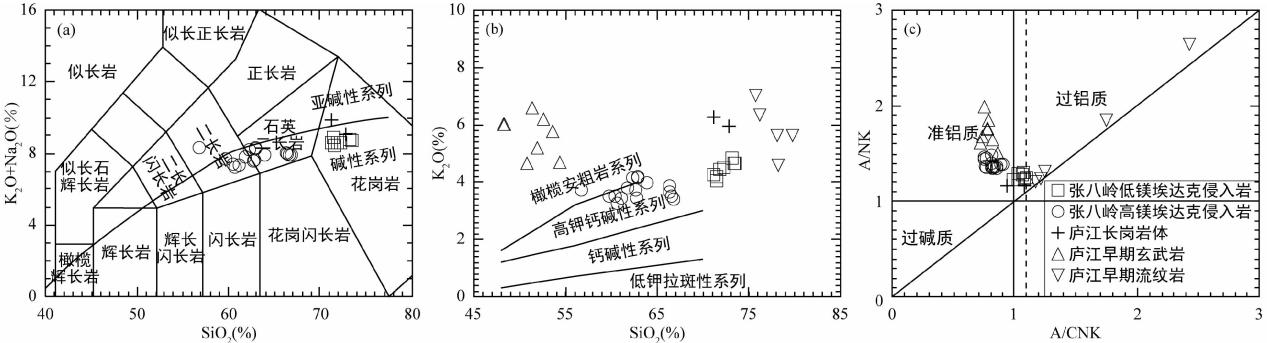 (a)
K₂O+Na₂O(%)
16
12
8
4
0
似长正长岩
似长岩
正长岩
亚碱性系列
石英
二长岩
二长岩
二长
闪长岩
碱性系列
花岗岩
似长石
辉长岩
橄榄
辉长岩
辉长岩
辉长
闪长岩
闪长岩
花岗闪长岩
40
50
60
70
80
SiO₂(%)
(b)
K₂O(%)
10
8
6
4
2
0
橄榄安粗岩系列
高钾钙碱性系列
钙碱性系列
低钾拉斑性系列
45
55
65
75
85
SiO₂(%)
(c)
A/NK
3
2
1
0
过铝质
准铝质
过碱质
张八岭低镁埃达克侵入岩
张八岭高镁埃达克侵入岩
庐江长岗岩体
庐江早期玄武岩
庐江早期流纹岩
1
2
3
A/CNK